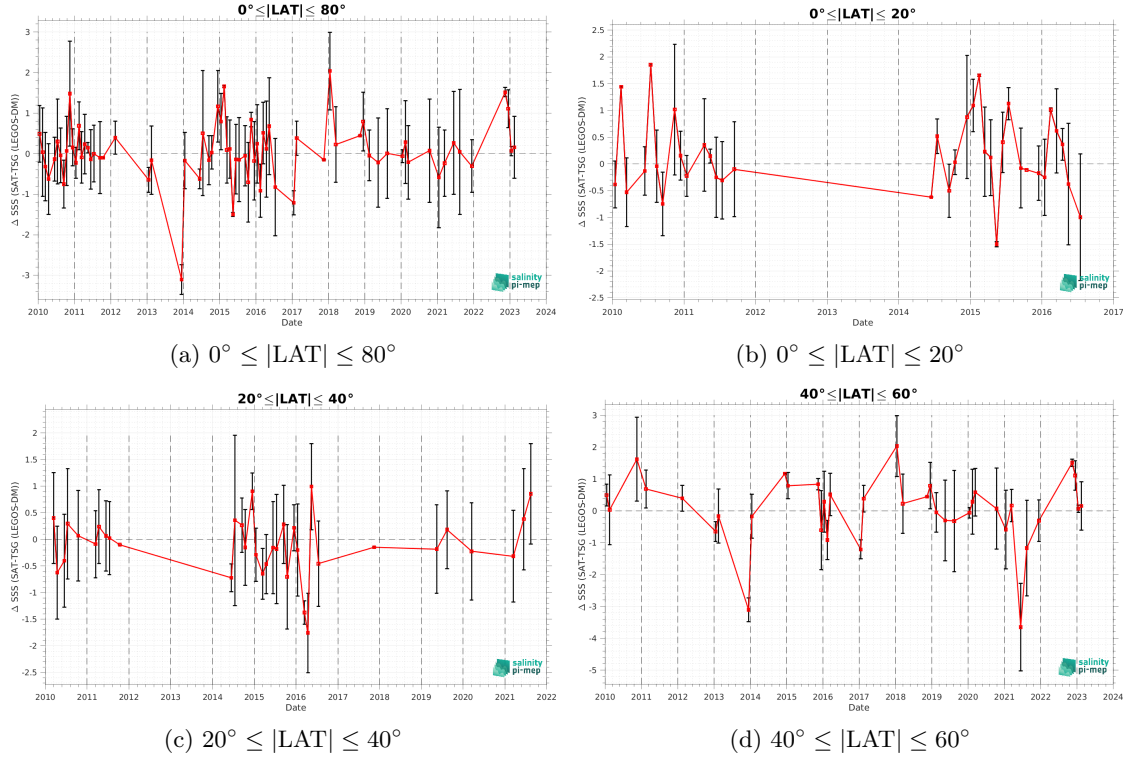 0°≤|LAT|≤ 80°
Δ SSS (SAT-TSG (LEGOS-DM))
3
2
1
0
-1
-2
-3
2010 2011 2012 2013 2014 2015 2016 2017 2018 2019 2020 2021 2022 2023 2024
Date
salinity
pi-mep
(a) 0° ≤ |LAT| ≤ 80°
0°≤|LAT|≤ 20°
Δ SSS (SAT-TSG (LEGOS-DM))
2.5
2
1.5
1
0.5
0
-0.5
-1
-1.5
-2
-2.5
2010 2011 2012 2013 2014 2015 2016 2017
Date
salinity
pi-mep
(b) 0° ≤ |LAT| ≤ 20°
20°≤|LAT|≤ 40°
Δ SSS (SAT-TSG (LEGOS-DM))
2
1.5
1
0.5
0
-0.5
-1
-1.5
-2
-2.5
2010 2011 2012 2013 2014 2015 2016 2017 2018 2019 2020 2021 2022
Date
salinity
pi-mep
(c) 20° ≤ |LAT| ≤ 40°
40°≤|LAT|≤ 60°
Δ SSS (SAT-TSG (LEGOS-DM))
3
2
1
0
-1
-2
-3
-4
-5
2010 2011 2012 2013 2014 2015 2016 2017 2018 2019 2020 2021 2022 2023 2024
Date
salinity
pi-mep
(d) 40° ≤ |LAT| ≤ 60°